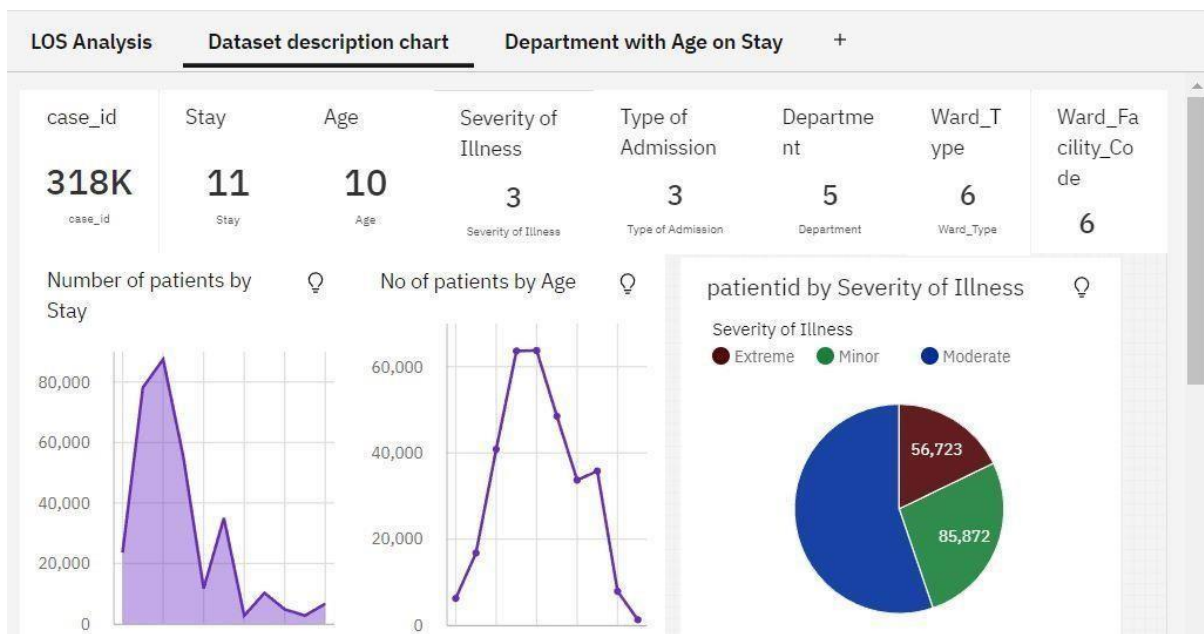 LOS Analysis Dataset description chart Department with Age on Stay +
case_id
318K
case_id
Stay
11
Stay
Age
10
Age
Severity of
Illness
3
Severity of Illness
Type of
Admission
3
Type of Admission
Departme
nt
5
Department
Ward_T
ype
6
Ward_Type
Ward_Fa
cility_Co
de
6
Number of patients by
Stay
80,000
60,000
40,000
20,000
0
No of patients by Age
60,000
40,000
20,000
0
patientid by Severity of Illness
Severity of Illness
Extreme Minor Moderate
56,723
85,872